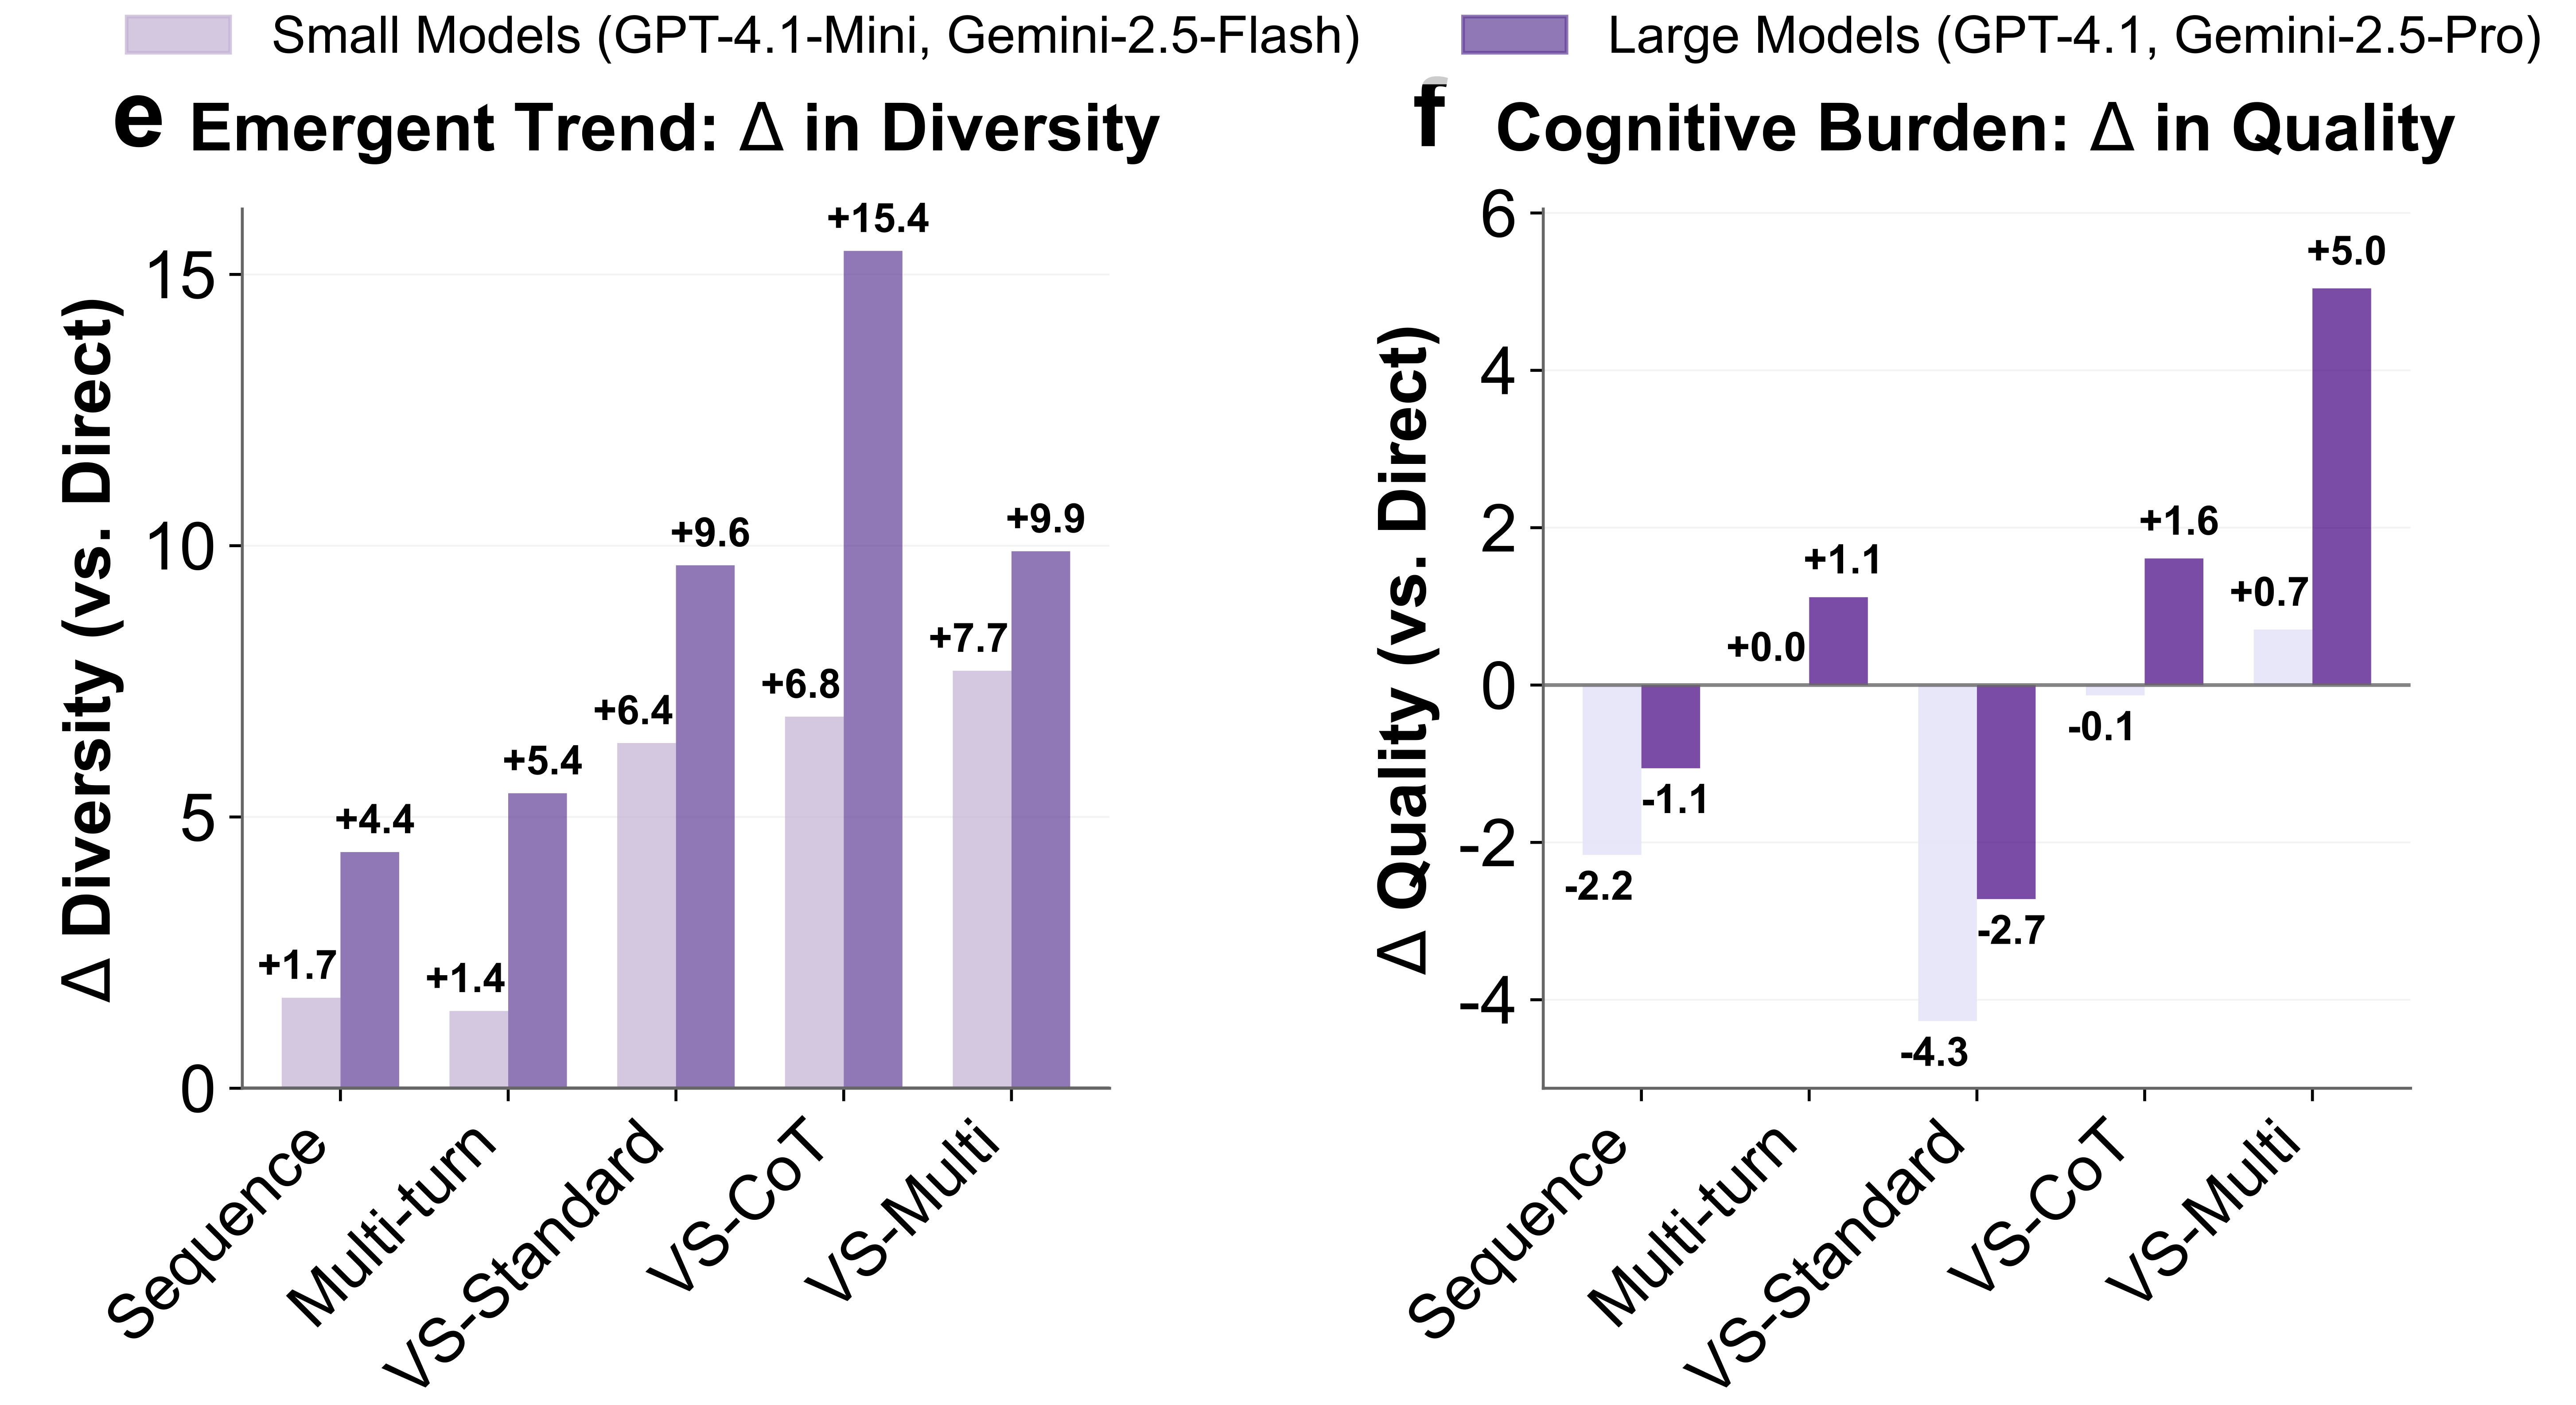 Small Models (GPT-4.1-Mini, Gemini-2.5-Flash)
Large Models (GPT-4.1, Gemini-2.5-Pro)
e Emergent Trend: Δ in Diversity
Δ Diversity (vs. Direct)
15
10
5
0
+1.7
+4.4
+1.4
+5.4
+6.4
+9.6
+6.8
+15.4
+7.7
+9.9
Sequence
Multi-turn
VS-Standard
VS-CoT
VS-Multi
f Cognitive Burden: Δ in Quality
Δ Quality (vs. Direct)
6
4
2
0
-2
-4
-2.2
-1.1
+0.0
+1.1
-4.3
-2.7
-0.1
+1.6
+0.7
+5.0
Sequence
Multi-turn
VS-Standard
VS-CoT
VS-Multi